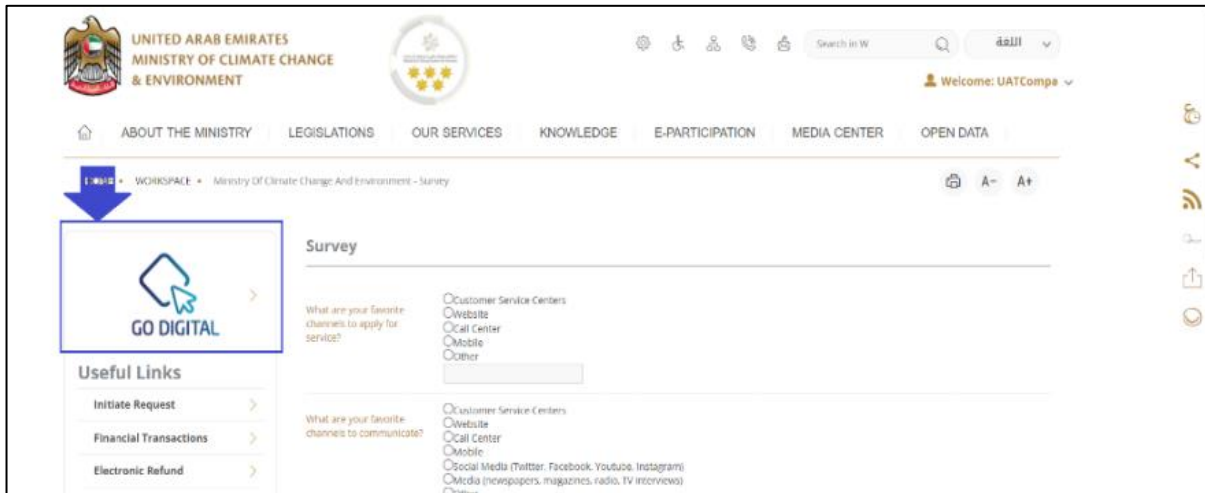 UNITED ARAB EMIRATES
MINISTRY OF CLIMATE CHANGE
& ENVIRONMENT
Search in W
اللغة
Welcome: UATCompa
ABOUT THE MINISTRY
LEGISLATIONS
OUR SERVICES
KNOWLEDGE
E-PARTICIPATION
MEDIA CENTER
OPEN DATA
WORKSPACE
Ministry Of Climate Change And Environment - Survey
A-
A+
GO DIGITAL
Useful Links
Initiate Request
Financial Transactions
Electronic Refund
Survey
What are your favorite
channels to apply for
service?
Customer Service Centers
Website
Call Center
Mobile
Other
What are your favorite
channels to communicate?
Customer Service Centers
Website
Call Center
Mobile
Social Media (Twitter, Facebook, Youtube, Instagram)
Media (newspapers, magazines, radio, TV interviews)
Other